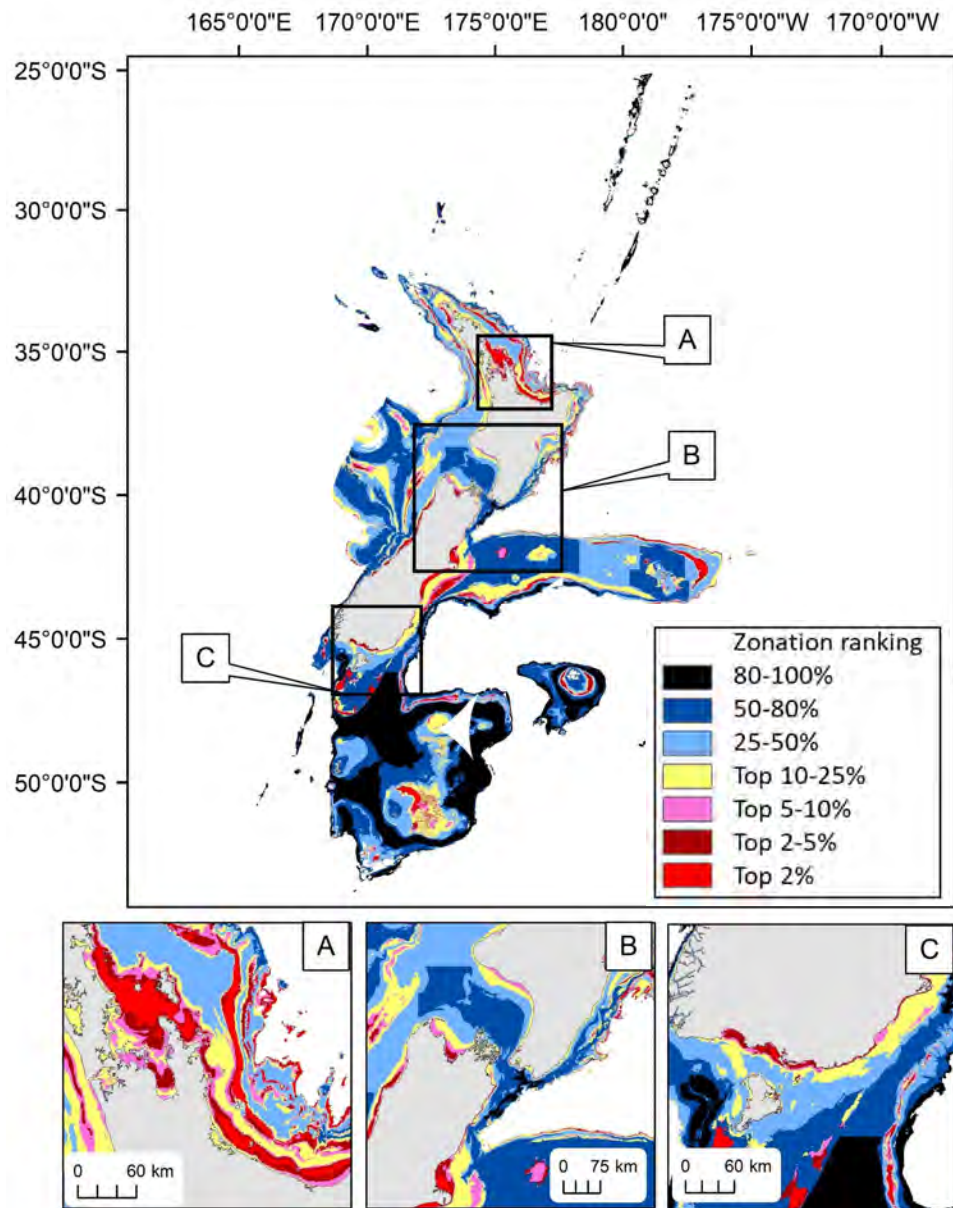 165°0'0"E 170°0'0"E 175°0'0"E 180°0'0" 175°0'0"W 170°0'0"W
25°0'0"S
30°0'0"S
35°0'0"S
40°0'0"S
45°0'0"S
50°0'0"S
A
B
C
Zonation ranking
80-100%
50-80%
25-50%
Top 10-25%
Top 5-10%
Top 2-5%
Top 2%
A
0 60 km
B
0 75 km
C
0 60 km